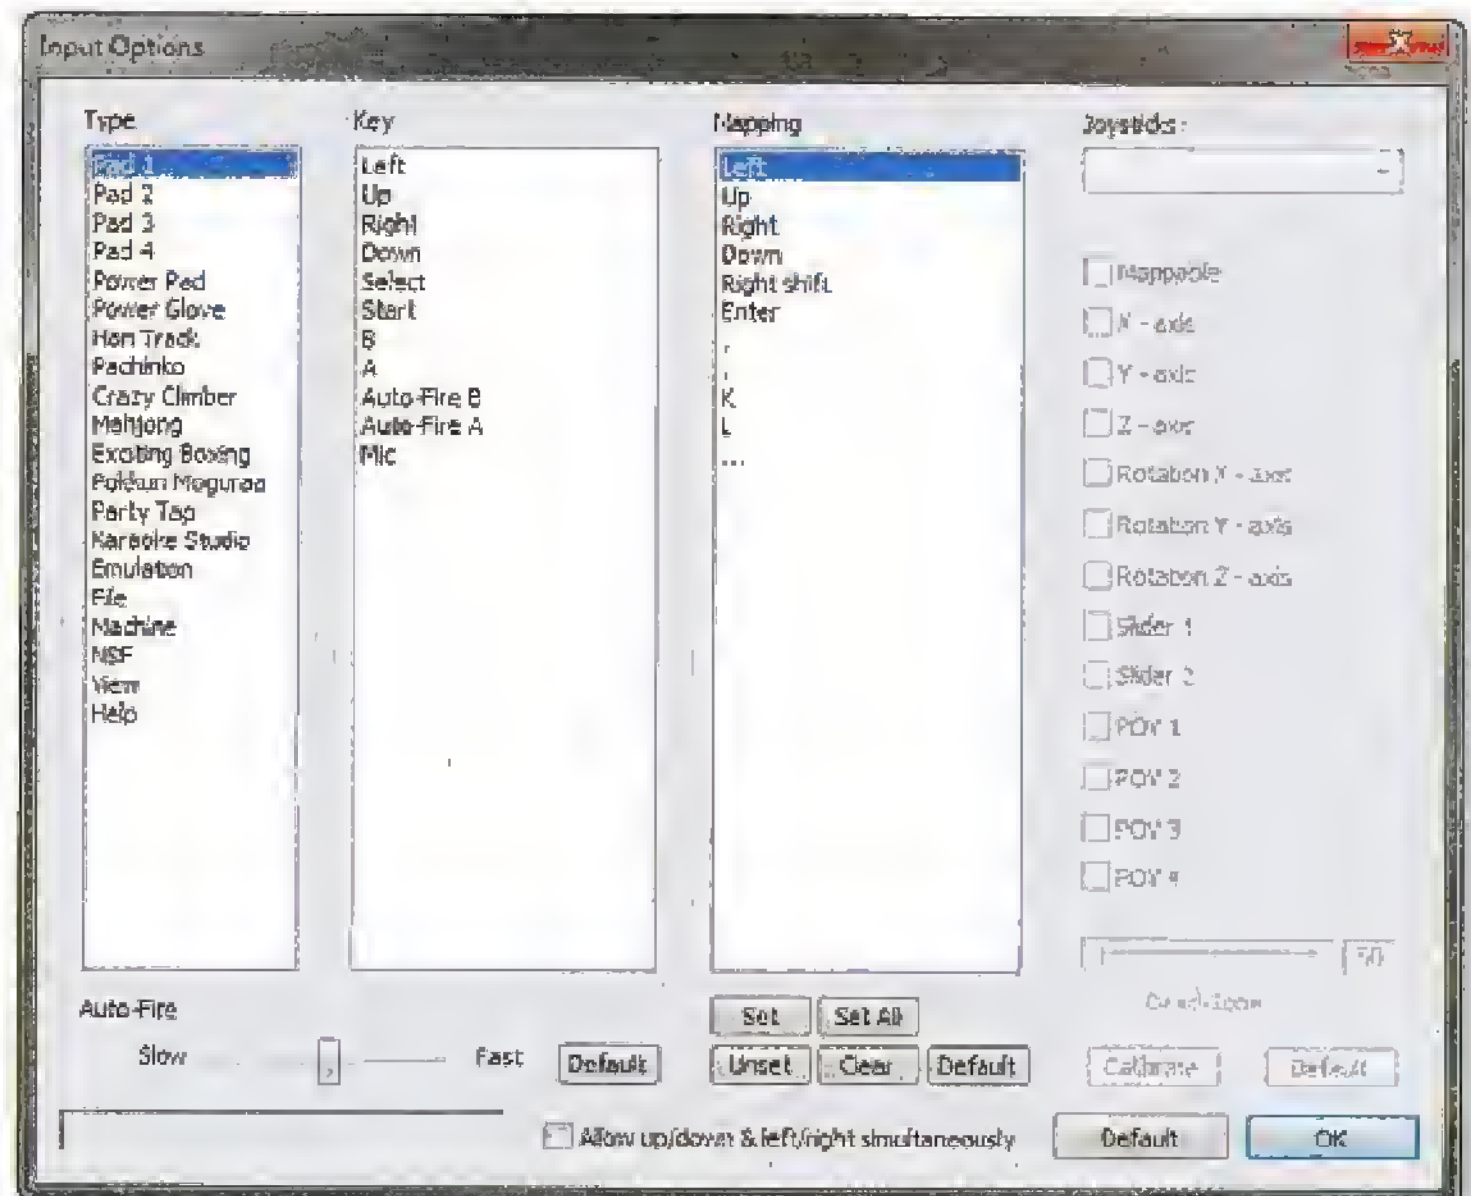 Input Options
Type
Key
Mapping
Joysticks:
Pad 1
Pad 2
Pad 3
Pad 4
Power Pad
Power Glove
Hori Track
Pachinko
Crazy Climber
Mahjong
Exciting Boxing
Pokkun Moguraa
Party Tap
Karaoke Studio
Emulation
File
Machine
NSF
View
Help
Left
Up
Right
Down
Select
Start
B
A
Auto-Fire B
Auto-Fire A
Mic
Left
Up
Right
Down
Right shift
Enter
K
L
...
Mappable
X - axis
Y - axis
Z - axis
Rotation X - axis
Rotation Y - axis
Rotation Z - axis
Slider 1
Slider 2
POV 1
POV 2
POV 3
POV 4
Auto-Fire
Slow
Fast
Default
Set
Set All
Unset
Clear
Default
Calibrate
Default
Allow up/down & left/right simultaneously
Default
OK